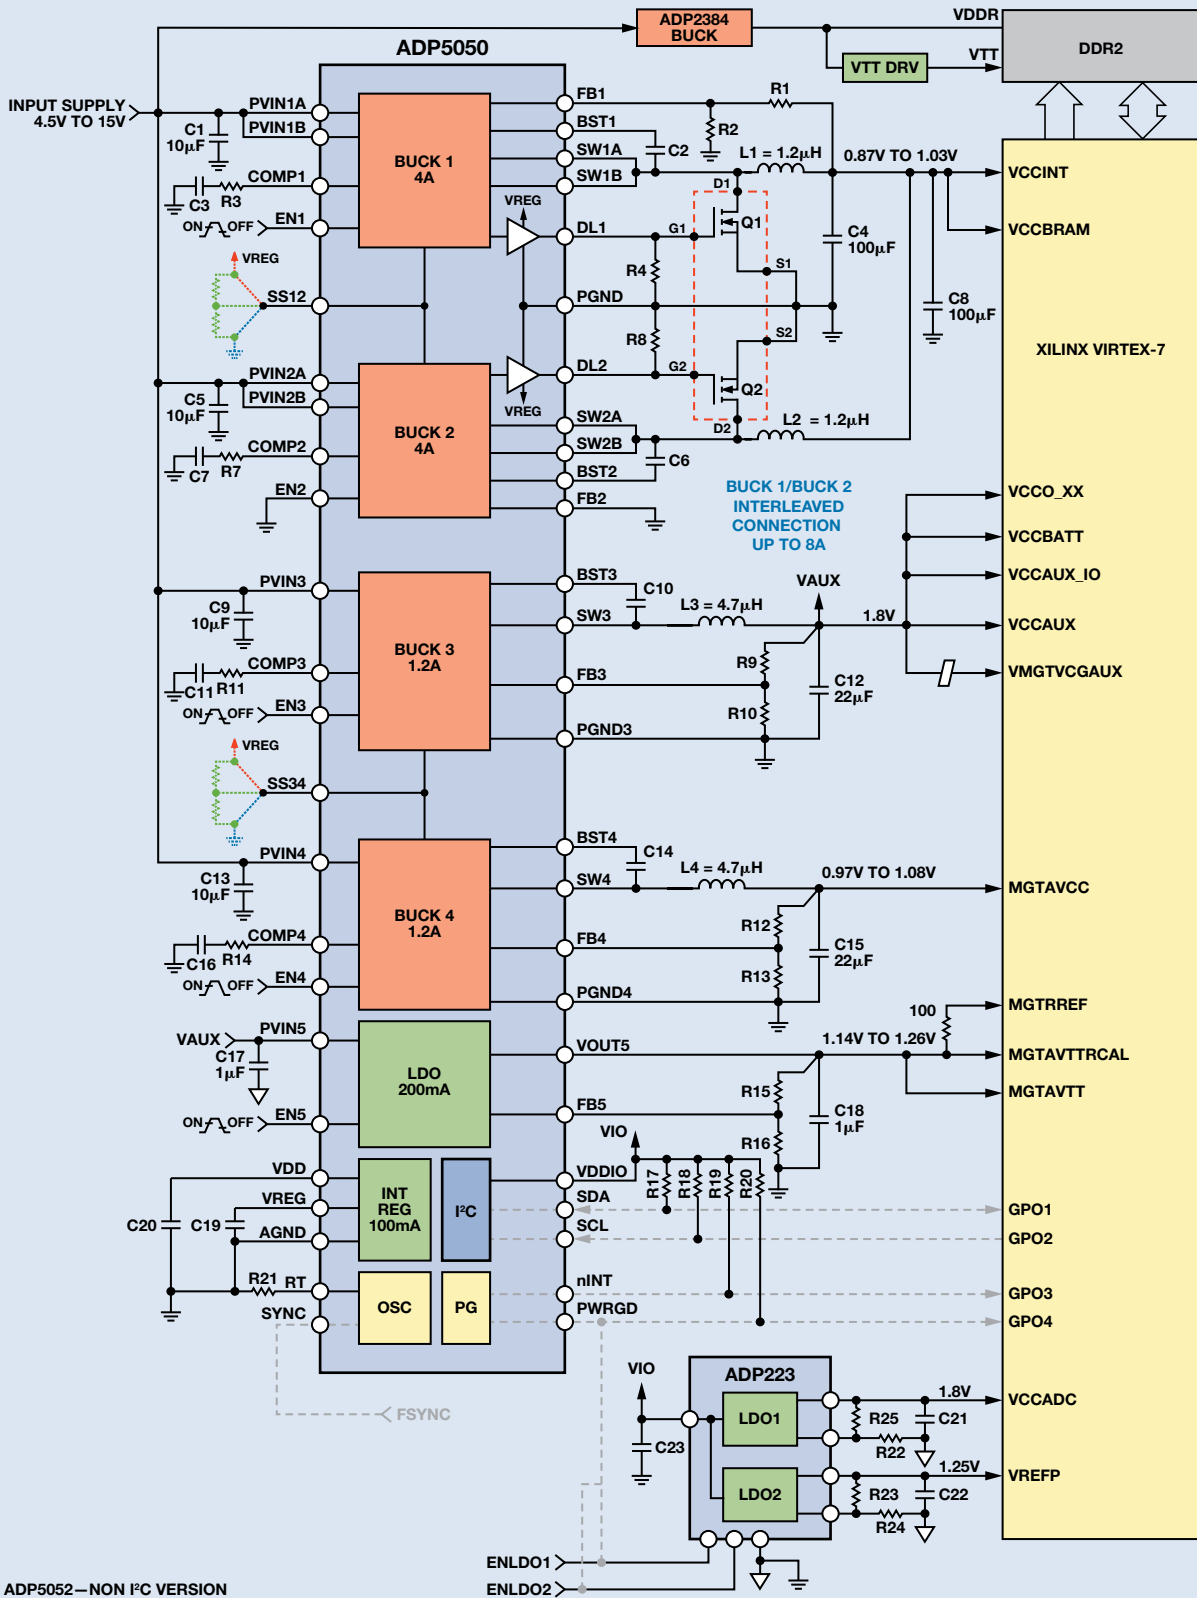 ADP2384
BUCK
VDDR
DDR2
VTT
VTT DRV
ADP5050
INPUT SUPPLY
4.5V TO 15V
PVIN1A
C1
10μF
PVIN1B
COMP1
C3
R3
ON
OFF
EN1
VREG
SS12
BUCK 1
4A
FB1
R1
BST1
R2
C2
SW1A
L1 = 1.2μH
0.87V TO 1.03V
SW1B
D1
VREG
Q1
DL1
G1
R4
S1
C4
100μF
PGND
C8
100μF
R8
S2
DL2
G2
VREG
Q2
VCCINT
VCCBRAM
XILINX VIRTEX-7
PVIN2A
C5
10μF
PVIN2B
COMP2
C7
R7
EN2
BUCK 2
4A
SW2A
D2
L2 = 1.2μH
SW2B
C6
BST2
FB2
BUCK 1/BUCK 2
INTERLEAVED
CONNECTION
UP TO 8A
VCCO_XX
VCCBATT
VCCAUX_IO
VCCAUX
VMGTVCGAUX
PVIN3
C9
10μF
COMP3
C11
R11
ON
OFF
EN3
VREG
SS34
BUCK 3
1.2A
BST3
C10
VAUX
L3 = 4.7μH
1.8V
SW3
R9
FB3
C12
22μF
R10
PGND3
PVIN4
C13
10μF
COMP4
C16
R14
ON
OFF
EN4
BUCK 4
1.2A
BST4
C14
L4 = 4.7μH
0.97V TO 1.08V
SW4
MGTAVCC
R12
FB4
C15
22μF
R13
PGND4
100
MGTRREF
VAUX
PVIN5
C17
1μF
ON
OFF
EN5
LDO
200mA
VOUT5
1.14V TO 1.26V
MGTAVTTRCAL
R15
MGTAVTT
FB5
C18
1μF
VIO
R16
VDD
VREG
C20
C19
AGND
R21
RT
SYNC
INT
REG
100mA
I²C
OSC
PG
VDDIO
R17
R18
R19
R20
SDA
GPO1
SCL
GPO2
nINT
GPO3
PWRGD
GPO4
FSYNC
VIO
ADP223
C23
LDO1
LDO2
1.8V
VCCADC
R25
C21
R22
1.25V
VREFP
R23
C22
R24
ENLDO1
ENLDO2
ADP5052—NON I²C VERSION